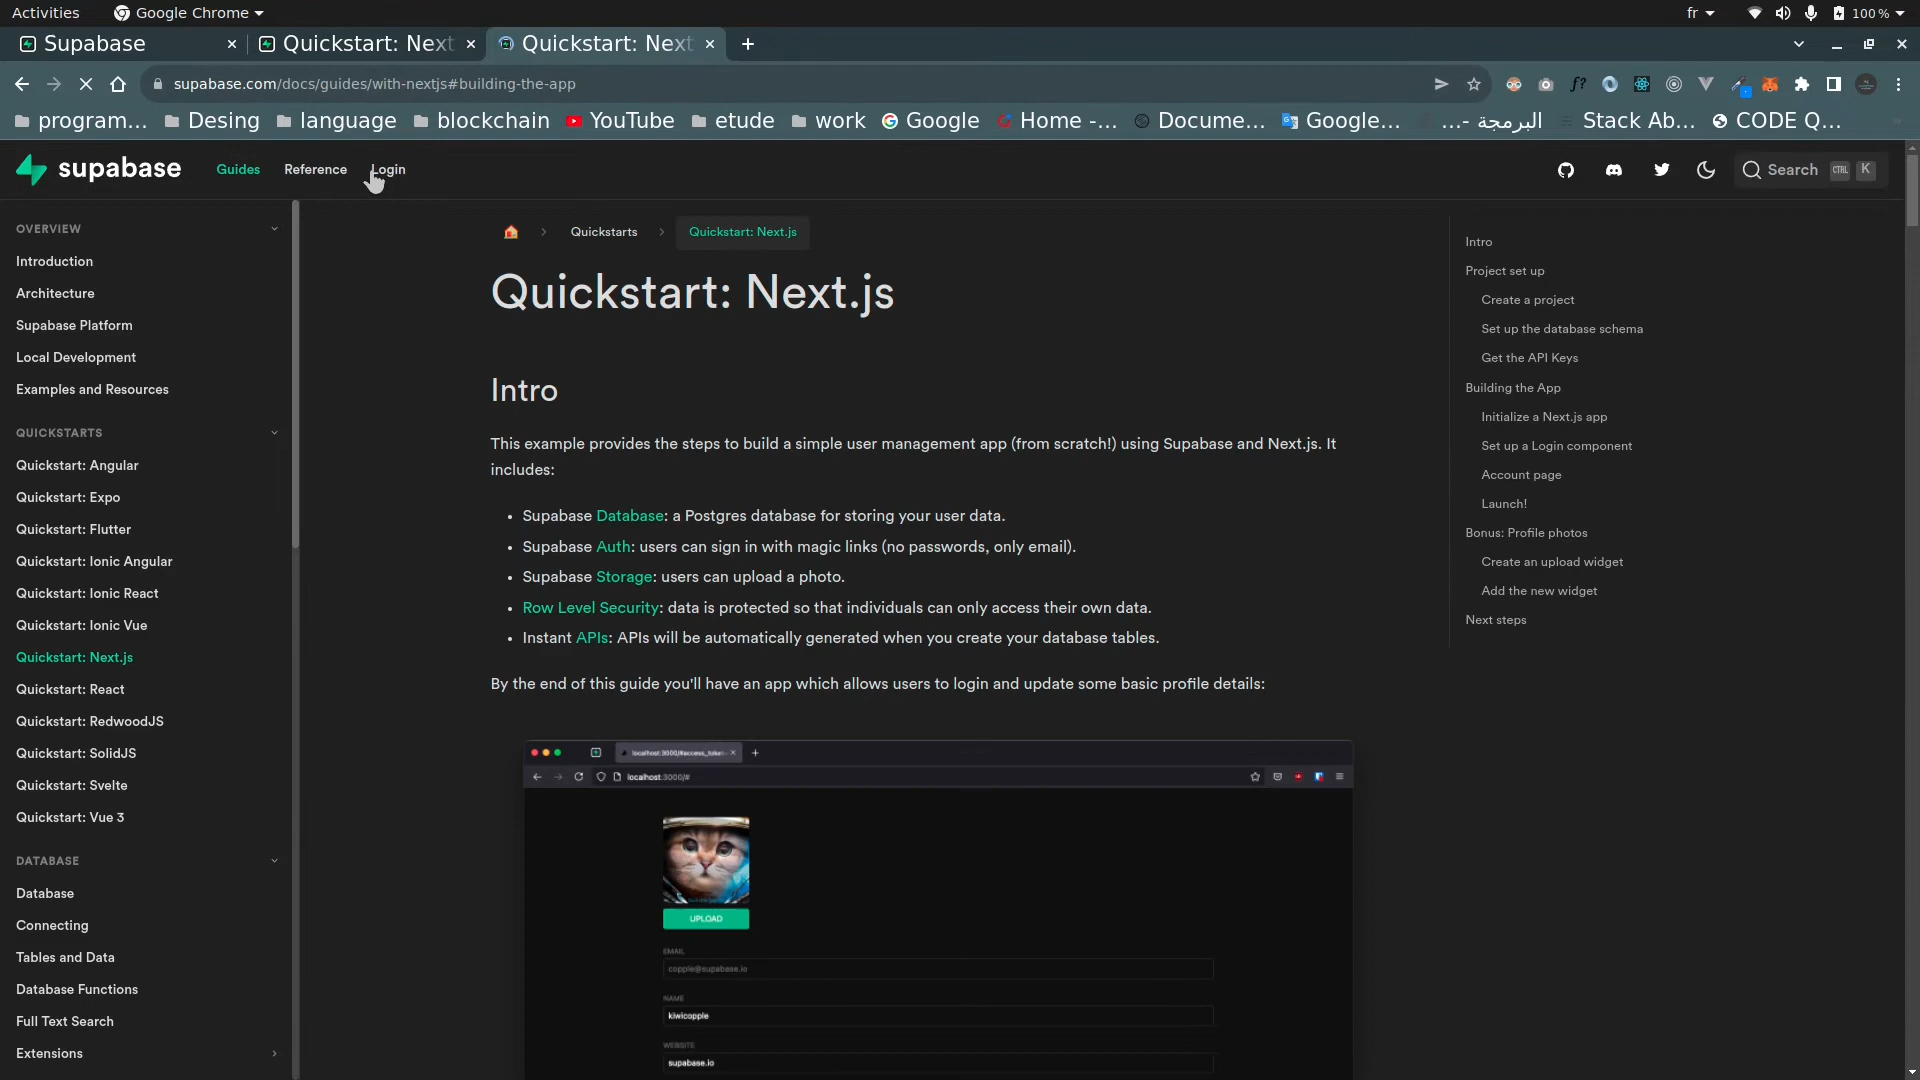 Activities
Google Chrome
fr
100 %
Supabase
Quickstart: Next
Quickstart: Next
supabase.com/docs/guides/with-nextjs#building-the-app
program...
Desing
language
blockchain
YouTube
etude
work
Google
Home -...
Docume...
Google...
البرمجة -...
Stack Ab...
CODE Q...
supabase
Guides
Reference
Login
Search
CTRL
K
OVERVIEW
Introduction
Architecture
Supabase Platform
Local Development
Examples and Resources
QUICKSTARTS
Quickstart: Angular
Quickstart: Expo
Quickstart: Flutter
Quickstart: Ionic Angular
Quickstart: Ionic React
Quickstart: Ionic Vue
Quickstart: Next.js
Quickstart: React
Quickstart: RedwoodJS
Quickstart: SolidJS
Quickstart: Svelte
Quickstart: Vue 3
DATABASE
Database
Connecting
Tables and Data
Database Functions
Full Text Search
Extensions
Quickstarts
Quickstart: Next.js
Quickstart: Next.js
Intro
This example provides the steps to build a simple user management app (from scratch!) using Supabase and Next.js. It
includes:
• Supabase Database: a Postgres database for storing your user data.
• Supabase Auth: users can sign in with magic links (no passwords, only email).
• Supabase Storage: users can upload a photo.
• Row Level Security: data is protected so that individuals can only access their own data.
• Instant APIs: APIs will be automatically generated when you create your database tables.
By the end of this guide you'll have an app which allows users to login and update some basic profile details:
localhost:3000/#access_token
localhost:3000/#
UPLOAD
EMAIL
copple@supabase.io
NAME
kiwicopple
WEBSITE
supabase.io
Intro
Project set up
Create a project
Set up the database schema
Get the API Keys
Building the App
Initialize a Next.js app
Set up a Login component
Account page
Launch!
Bonus: Profile photos
Create an upload widget
Add the new widget
Next steps